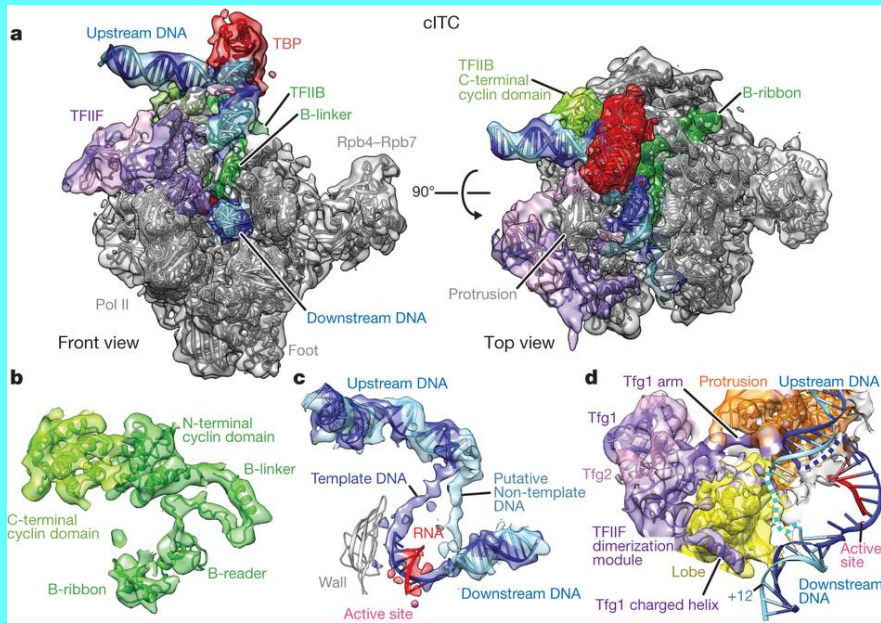 cITC
a
Upstream DNA
TBP
TFIIB
B-linker
TFIIF
Rpb4–Rpb7
Pol II
Downstream DNA
Front view
Foot
90°
TFIIB
C-terminal
cyclin domain
B-ribbon
Protrusion
Top view
b
N-terminal
cyclin domain
B-linker
C-terminal
cyclin domain
B-reader
B-ribbon
c
Upstream DNA
Template DNA
Putative
Non-template
DNA
RNA
Wall
Active site
Downstream DNA
d
Tfg1 arm
Protrusion
Upstream DNA
Tfg1
Tfg2
TFIIF
dimerization
module
Lobe
Active
site
+12
Downstream
DNA
Tfg1 charged helix